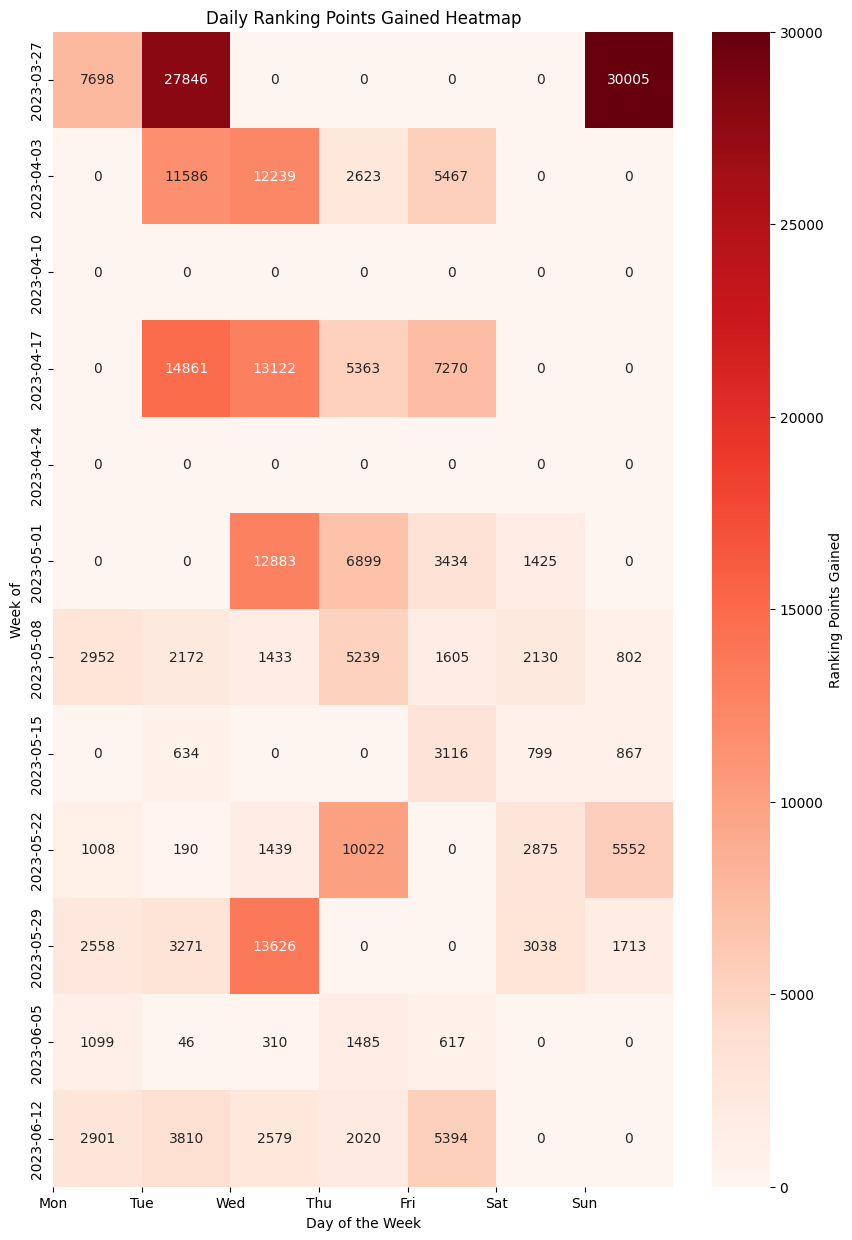 Daily Ranking Points Gained Heatmap
2023-03-27 7698 27846 0 0 0 0 30005
2023-04-03 0 11586 12239 2623 5467 0 0
2023-04-10 0 0 0 0 0 0 0
2023-04-17 0 14861 13122 5363 7270 0 0
2023-04-24 0 0 0 0 0 0 0
2023-05-01 0 0 12883 6899 3434 1425 0
2023-05-08 2952 2172 1433 5239 1605 2130 802
2023-05-15 0 634 0 0 3116 799 867
2023-05-22 1008 190 1439 10022 0 2875 5552
2023-05-29 2558 3271 13626 0 0 3038 1713
2023-06-05 1099 46 310 1485 617 0 0
2023-06-12 2901 3810 2579 2020 5394 0 0
Mon Tue Wed Thu Fri Sat Sun
Day of the Week
Week of
30000
25000
20000
15000
10000
5000
0
Ranking Points Gained